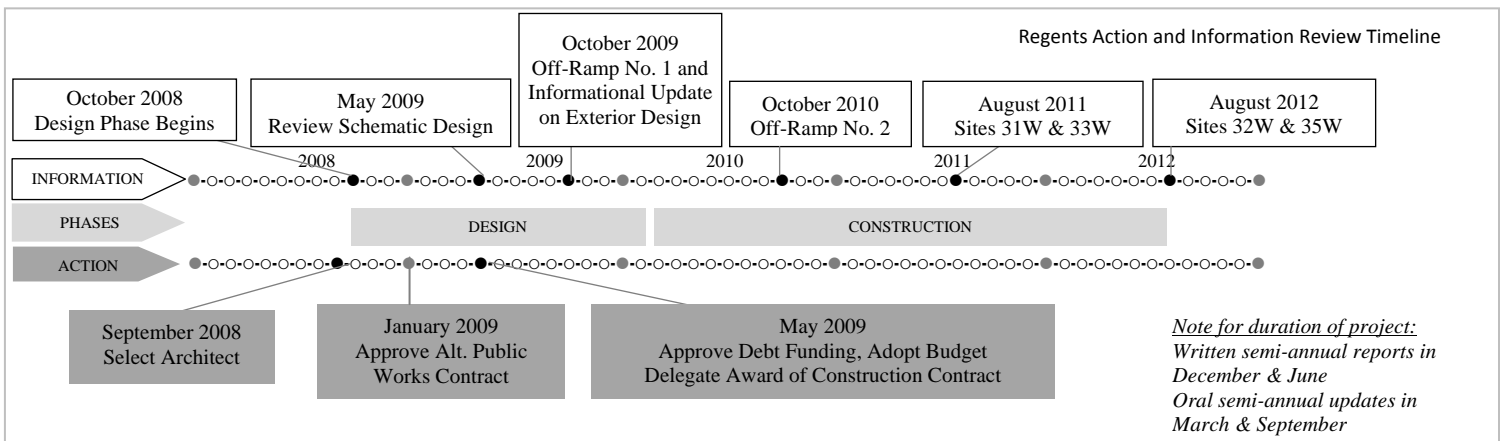 Regents Action and Information Review Timeline
October 2009
Off-Ramp No. 1 and
Informational Update
on Exterior Design
October 2008
Design Phase Begins
May 2009
Review Schematic Design
October 2010
Off-Ramp No. 2
August 2011
Sites 31W & 33W
August 2012
Sites 32W & 35W
2008
2009
2010
2011
2012
INFORMATION
PHASES
DESIGN
CONSTRUCTION
ACTION
September 2008
Select Architect
January 2009
Approve Alt. Public
Works Contract
May 2009
Approve Debt Funding, Adopt Budget
Delegate Award of Construction Contract
Note for duration of project:
Written semi-annual reports in
December & June
Oral semi-annual updates in
March & September